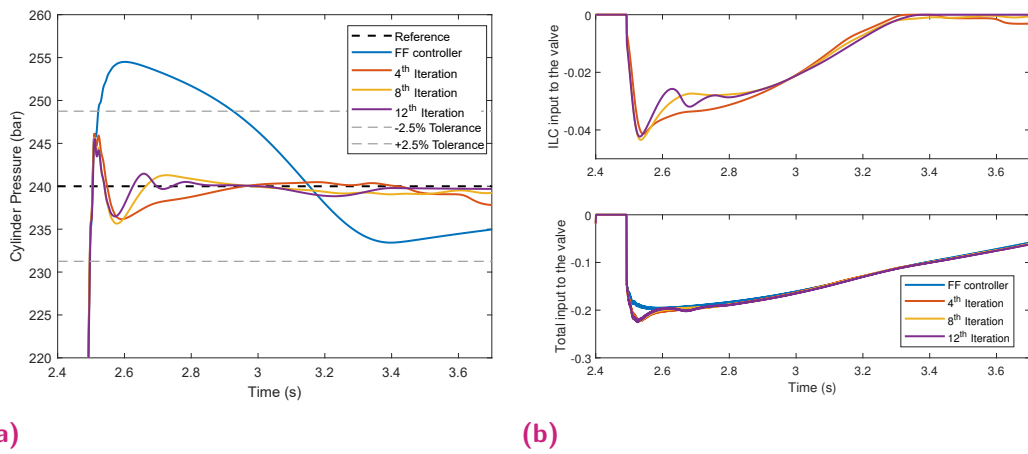 255
250
245
240
235
230
225
220
Cylinder Pressure (bar)
2.4 2.6 2.8 3 3.2 3.4 3.6
Time (s)
Reference
FF controller
4th Iteration
8th Iteration
12th Iteration
-2.5% Tolerance
+2.5% Tolerance
a)
0
-0.02
-0.04
ILC input to the valve
2.4 2.6 2.8 3 3.2 3.4 3.6
0
-0.1
-0.2
-0.3
Total input to the valve
2.4 2.6 2.8 3 3.2 3.4 3.6
Time (s)
FF controller
4th Iteration
8th Iteration
12th Iteration
(b)